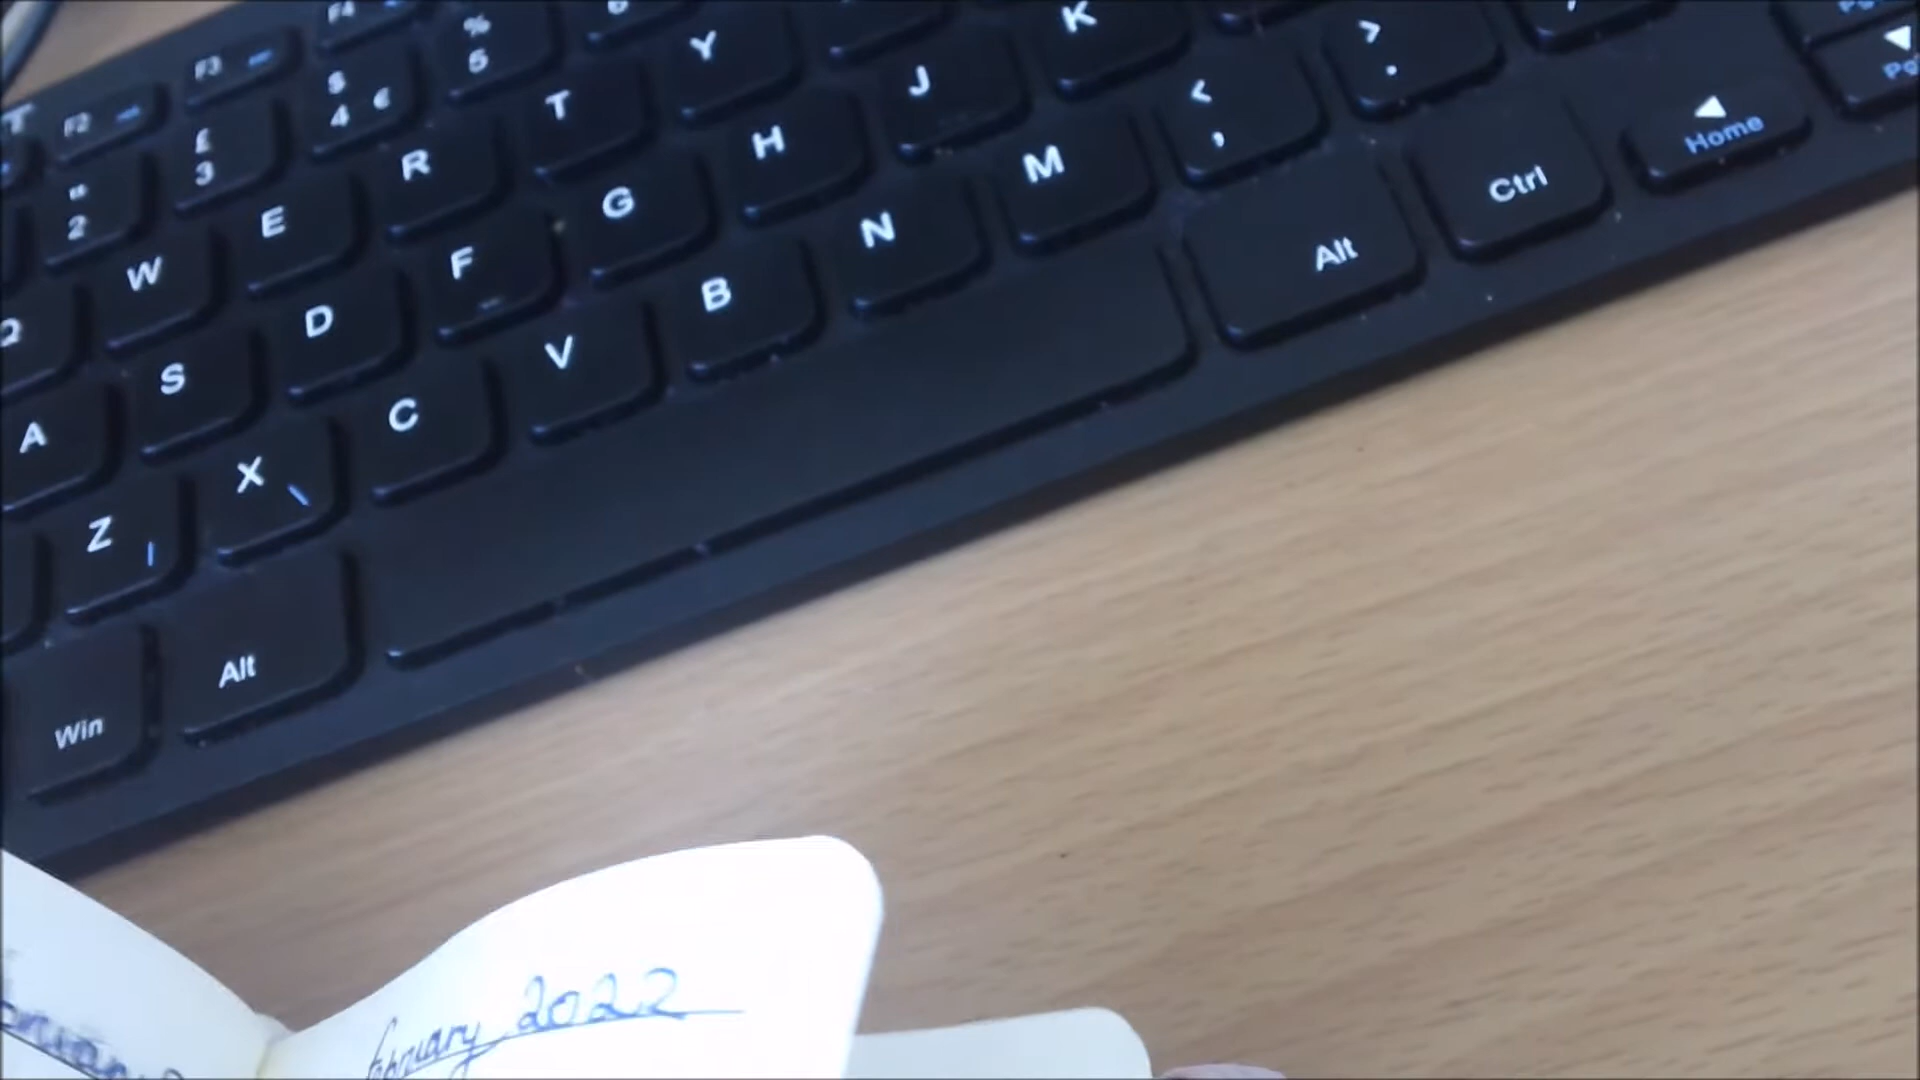 F2 F3 F4
" 2 £ 3 $ 4 € % 5
W E R T Y
A S D F G H J K
Z | X \ C V B N M < , > .
Win Alt Alt Ctrl ◀ Home
February 2022